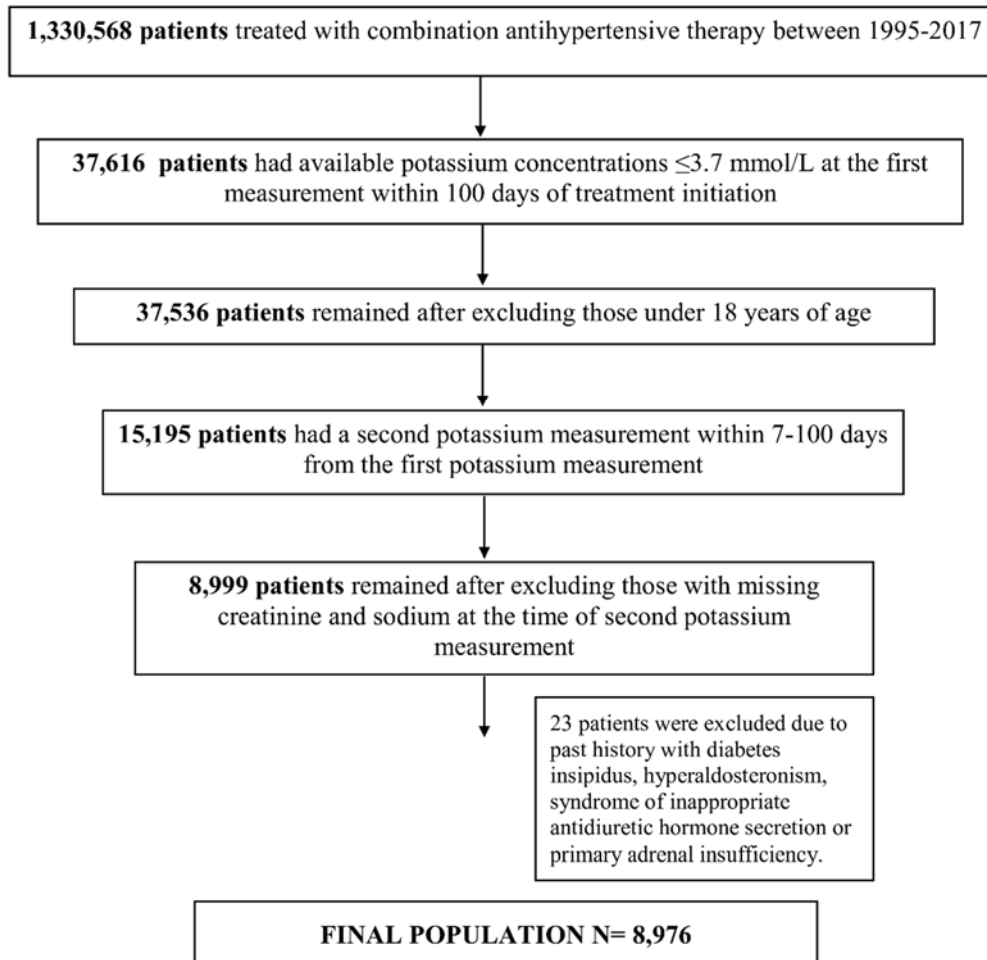 1,330,568 patients treated with combination antihypertensive therapy between 1995-2017
37,616 patients had available potassium concentrations ≤3.7 mmol/L at the first
measurement within 100 days of treatment initiation
37,536 patients remained after excluding those under 18 years of age
15,195 patients had a second potassium measurement within 7-100 days
from the first potassium measurement
8,999 patients remained after excluding those with missing
creatinine and sodium at the time of second potassium
measurement
23 patients were excluded due to
past history with diabetes
insipidus, hyperaldosteronism,
syndrome of inappropriate
antidiuretic hormone secretion or
primary adrenal insufficiency.
FINAL POPULATION N= 8,976